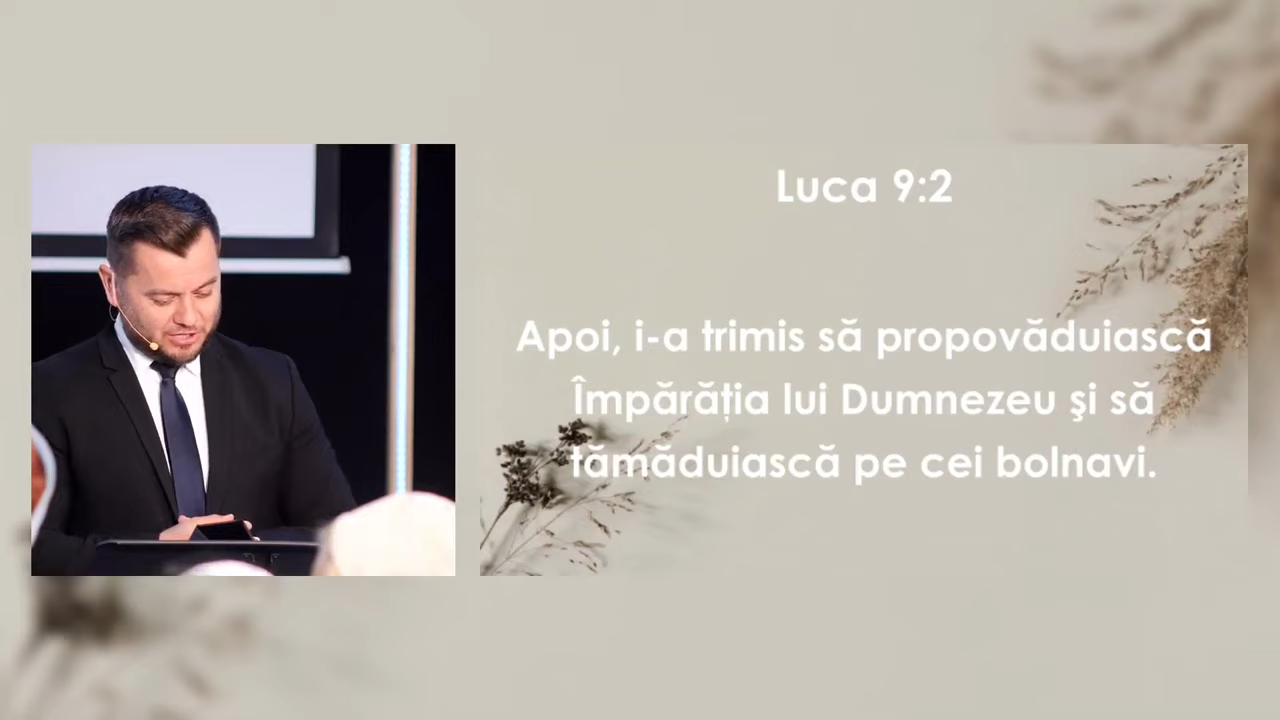 Luca 9:2
Apoi, i-a trimis să propovăduiască
Împărăția lui Dumnezeu şi să
tămăduiască pe cei bolnavi.